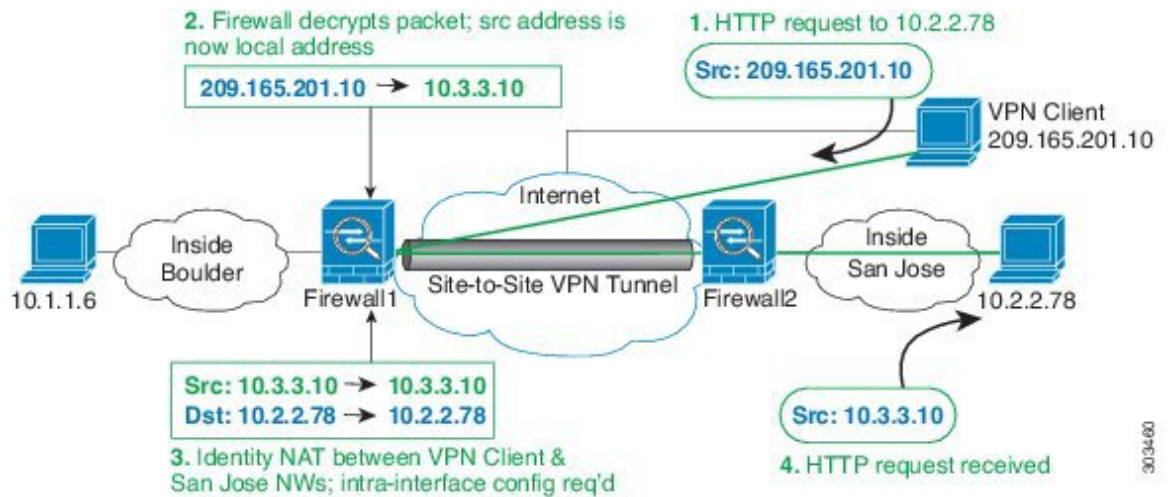 2. Firewall decrypts packet; src address is
now local address
209.165.201.10 → 10.3.3.10
1. HTTP request to 10.2.2.78
Src: 209.165.201.10
VPN Client
209.165.201.10
Internet
Inside
Boulder
10.1.1.6
Firewall1
Site-to-Site VPN Tunnel
Firewall2
Inside
San Jose
10.2.2.78
Src: 10.3.3.10 → 10.3.3.10
Dst: 10.2.2.78 → 10.2.2.78
3. Identity NAT between VPN Client &
San Jose NWs; intra-interface config req'd
Src: 10.3.3.10
4. HTTP request received
303460